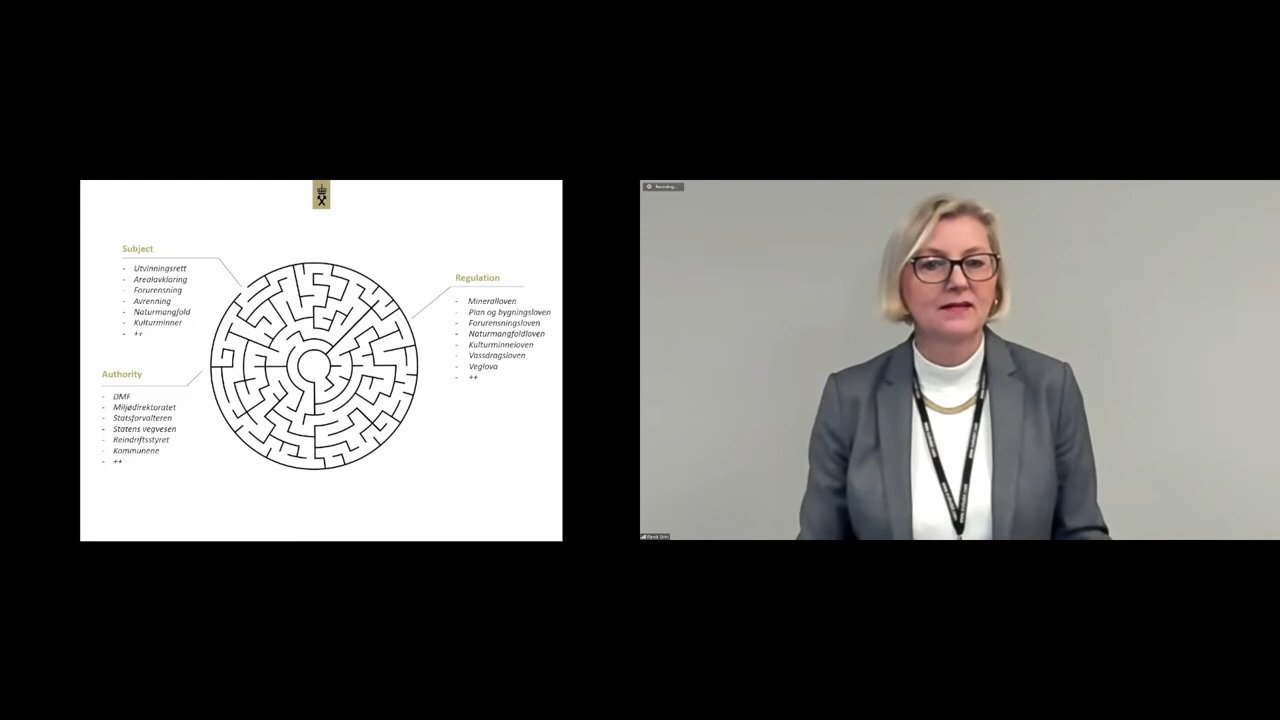 Subject
- Utvinningsrett
- Arealavklaring
- Forurensning
- Avrenning
- Naturmangfold
- Kulturminner
- ++
Authority
- DMF
- Miljødirektoratet
- Statsforvalteren
- Statens vegvesen
- Reindriftsstyret
- Kommunene
- ++
Regulation
- Mineralloven
- Plan og bygningsloven
- Forurensningsloven
- Naturmangfoldloven
- Kulturminneloven
- Vassdragsloven
- Veglova
- ++
Recording...